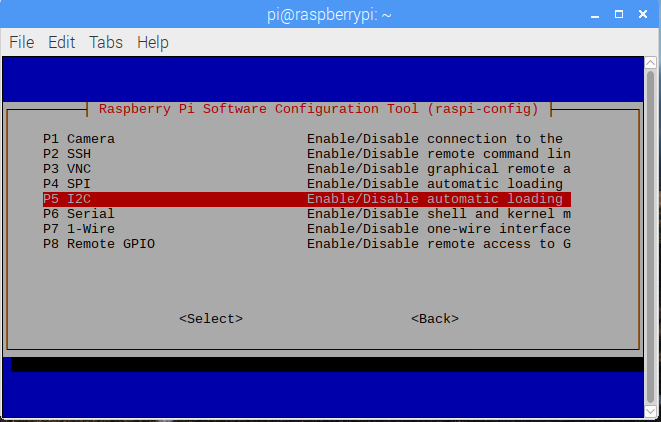 pi@raspberrypi: ~
File Edit Tabs Help
Raspberry Pi Software Configuration Tool (raspi-config)
P1 Camera Enable/Disable connection to the
P2 SSH Enable/Disable remote command lin
P3 VNC Enable/Disable graphical remote a
P4 SPI Enable/Disable automatic loading
P5 I2C Enable/Disable automatic loading
P6 Serial Enable/Disable shell and kernel m
P7 1-Wire Enable/Disable one-wire interface
P8 Remote GPIO Enable/Disable remote access to G
<Select> <Back>